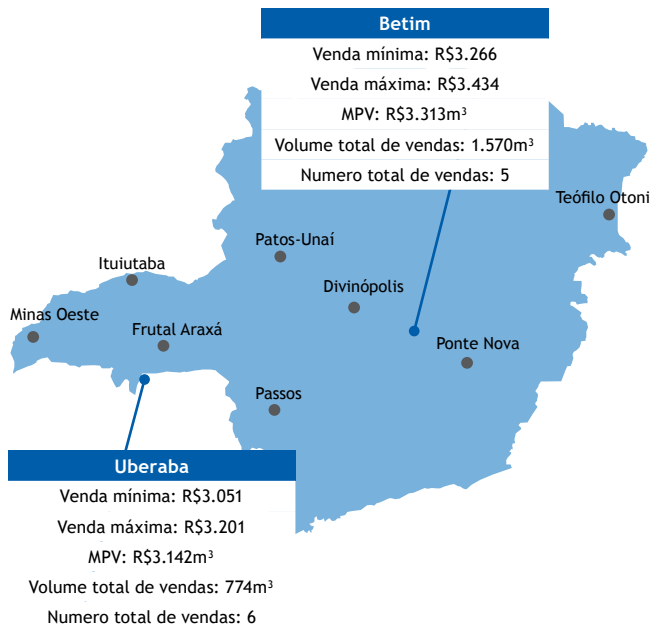 Betim
Venda mínima: R$3.266
Venda máxima: R$3.434
MPV: R$3.313m³
Volume total de vendas: 1.570m³
Numero total de vendas: 5
Teófilo Otoni
Patos-Unaí
Ituiutaba
Divinópolis
Minas Oeste
Frutal Araxá
Ponte Nova
Passos
Uberaba
Venda mínima: R$3.051
Venda máxima: R$3.201
MPV: R$3.142m³
Volume total de vendas: 774m³
Numero total de vendas: 6